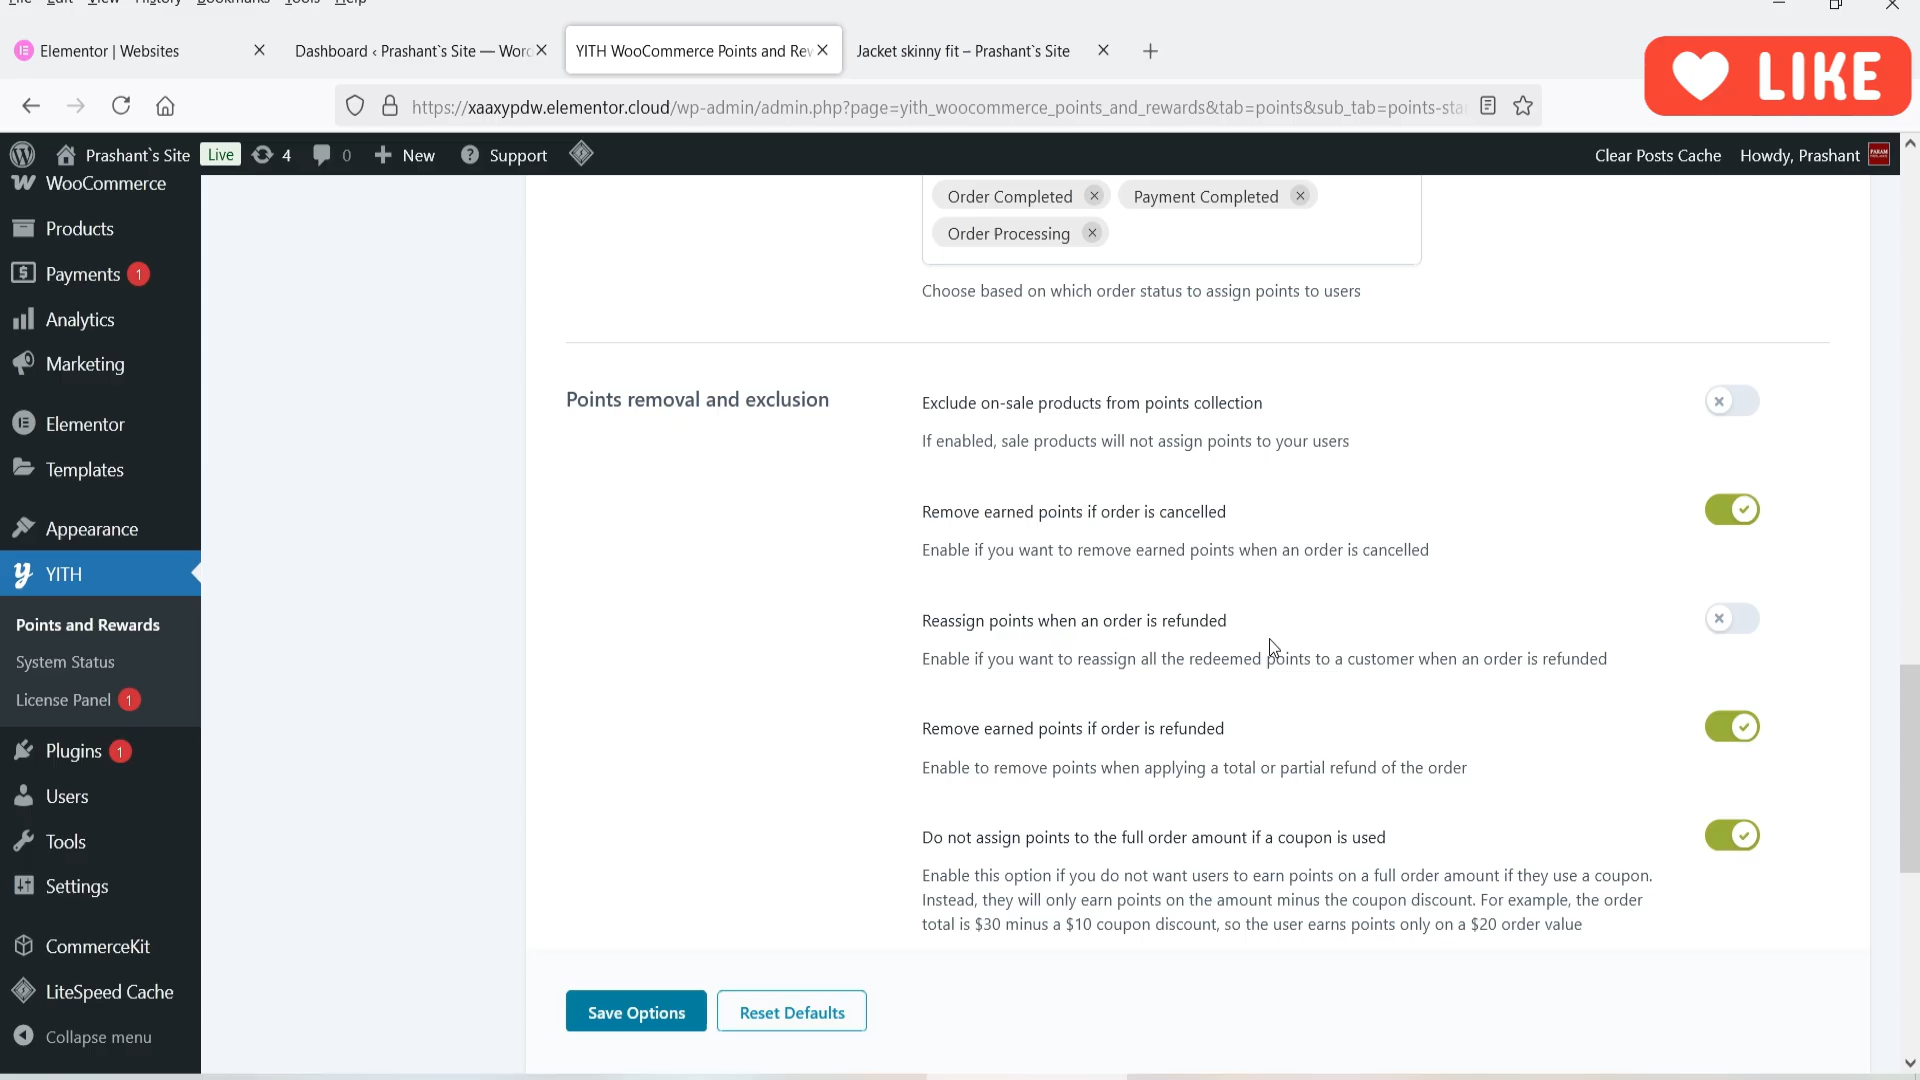 File Edit View History Bookmarks Tools Help
Elementor | Websites
Dashboard ‹ Prashant`s Site — Word
YITH WooCommerce Points and Rew
Jacket skinny fit – Prashant`s Site
LIKE
https://xaaxypdw.elementor.cloud/wp-admin/admin.php?page=yith_woocommerce_points_and_rewards&tab=points&sub_tab=points-sta
Prashant`s Site Live 4 0 New Support
Clear Posts Cache Howdy, Prashant
WooCommerce
Products
Payments 1
Analytics
Marketing
Elementor
Templates
Appearance
YITH
Points and Rewards
System Status
License Panel 1
Plugins 1
Users
Tools
Settings
CommerceKit
LiteSpeed Cache
Collapse menu
Order Completed
Payment Completed
Order Processing
Choose based on which order status to assign points to users
Points removal and exclusion
Exclude on-sale products from points collection
If enabled, sale products will not assign points to your users
Remove earned points if order is cancelled
Enable if you want to remove earned points when an order is cancelled
Reassign points when an order is refunded
Enable if you want to reassign all the redeemed points to a customer when an order is refunded
Remove earned points if order is refunded
Enable to remove points when applying a total or partial refund of the order
Do not assign points to the full order amount if a coupon is used
Enable this option if you do not want users to earn points on a full order amount if they use a coupon.
Instead, they will only earn points on the amount minus the coupon discount. For example, the order
total is $30 minus a $10 coupon discount, so the user earns points only on a $20 order value
Save Options
Reset Defaults